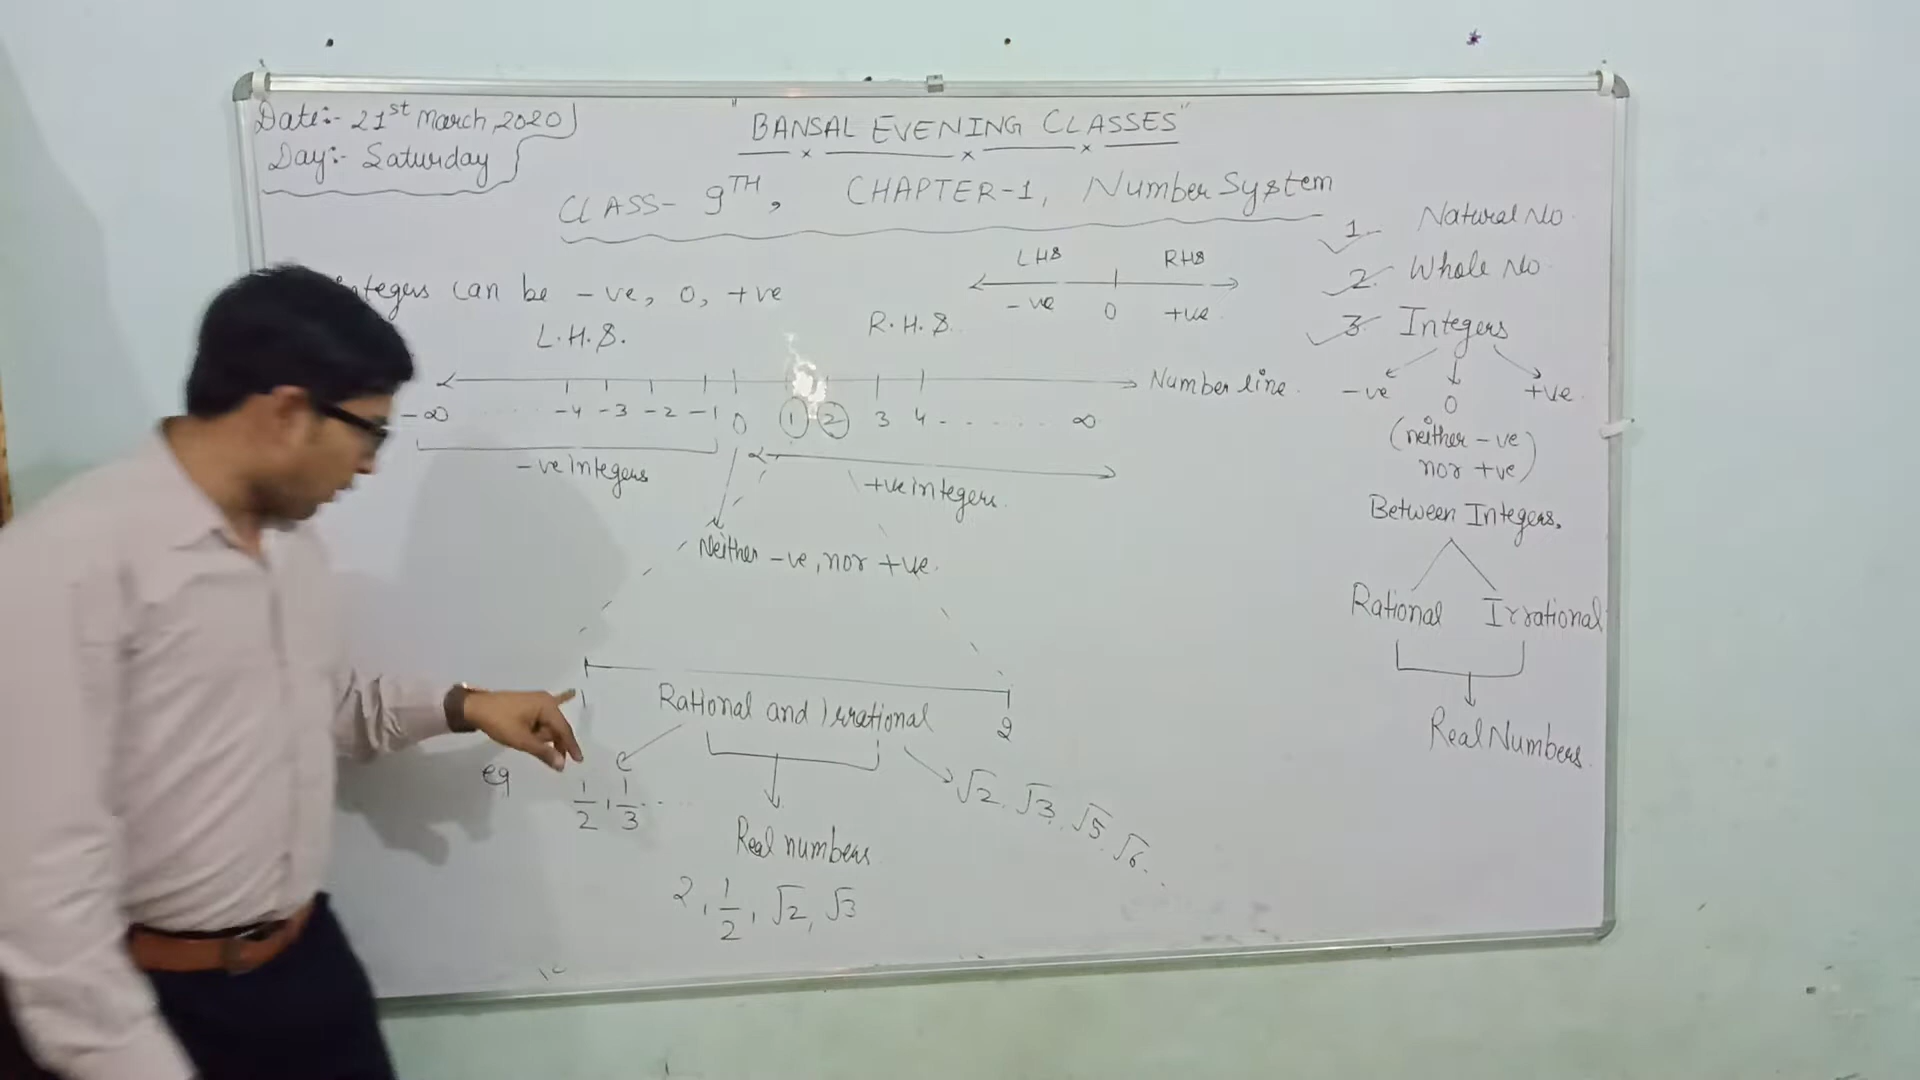 Date:- 21st March 2020
Day:- Saturday
"BANSAL EVENING CLASSES"
CLASS- 9TH, CHAPTER-1, Number System
integers can be -ve, 0, +ve
LHS RHS
-ve 0 +ve
L.H.S. R.H.S.
Number line.
-∞ ..... -4 -3 -2 -1 0 1 2 3 4 ...... ∞
-ve integers
+ve integers
Neither -ve, nor +ve.
1 Rational and Irrational 2
eg 1/2, 1/3 ....
√2, √3, √5, √6...
Real numbers
2, 1/2, √2, √3
1. Natural No.
2. Whole No.
3. Integers
-ve 0 +ve
(neither -ve
nor +ve)
Between Integers.
Rational Irrational
Real Numbers.